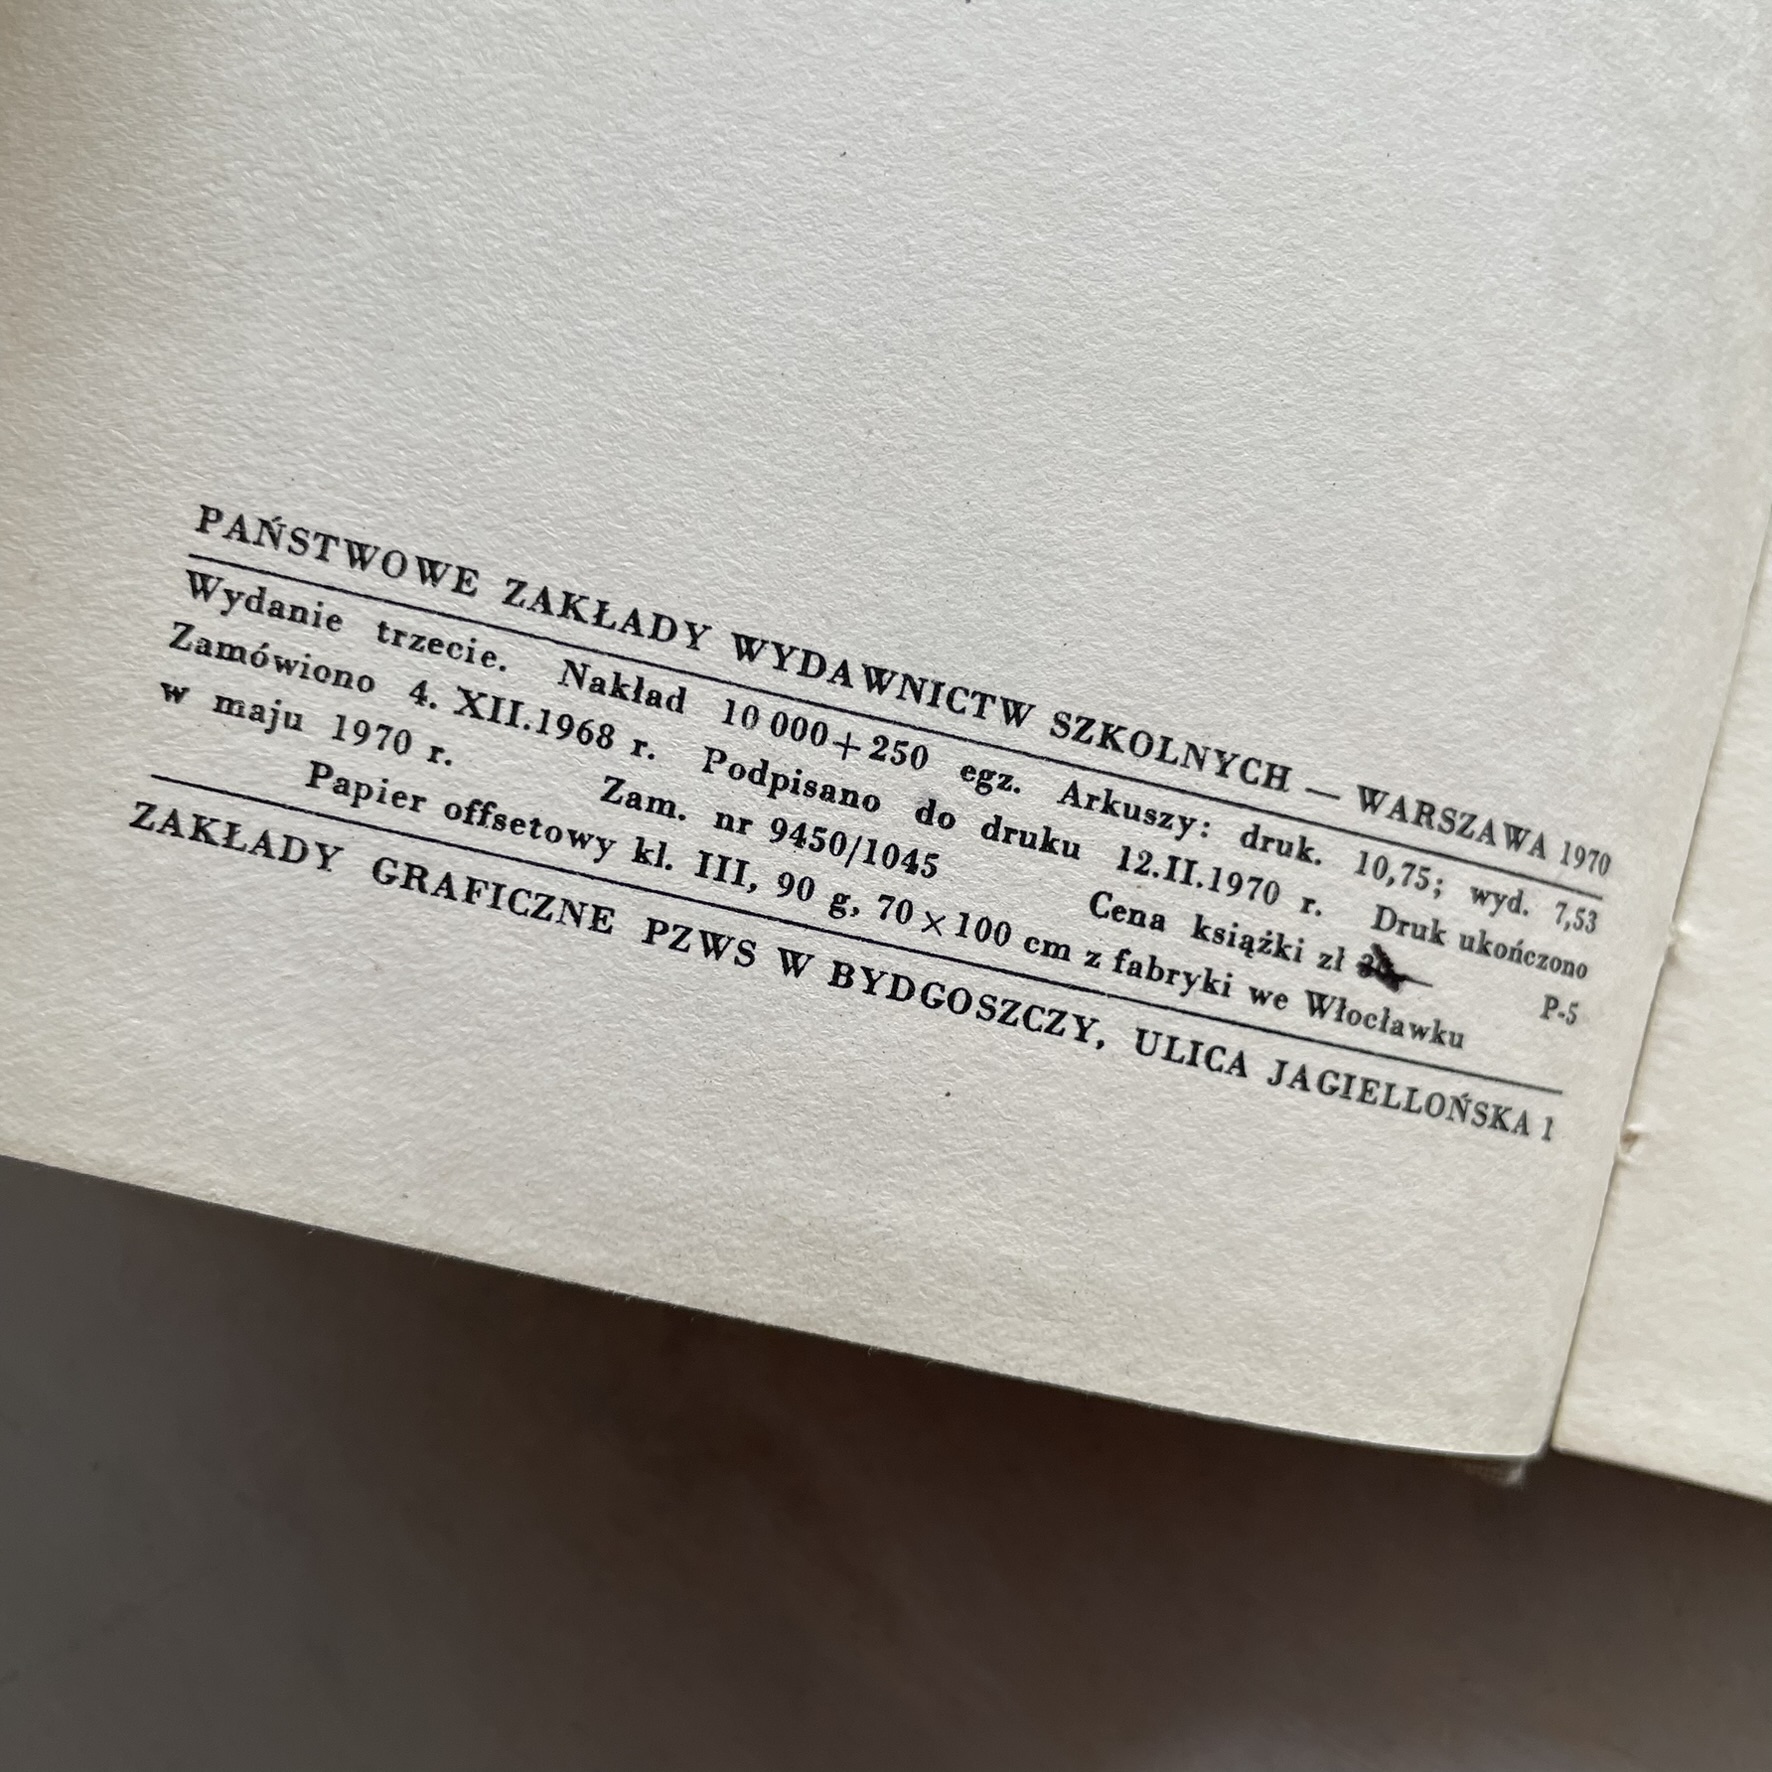 PAŃSTWOWE ZAKŁADY WYDAWNICTW SZKOLNYCH — WARSZAWA 1970
Wydanie trzecie. Nakład 10 000+250 egz. Arkuszy: druk. 10,75; wyd. 7,53
Zamówiono 4. XII.1968 r. Podpisano do druku 12.II.1970 r. Druk ukończono
w maju 1970 r. Zam. nr 9450/1045 Cena książki zł P-5
Papier offsetowy kl. III, 90 g, 70×100 cm z fabryki we Włocławku
ZAKŁADY GRAFICZNE PZWS W BYDGOSZCZY, ULICA JAGIELLOŃSKA 1